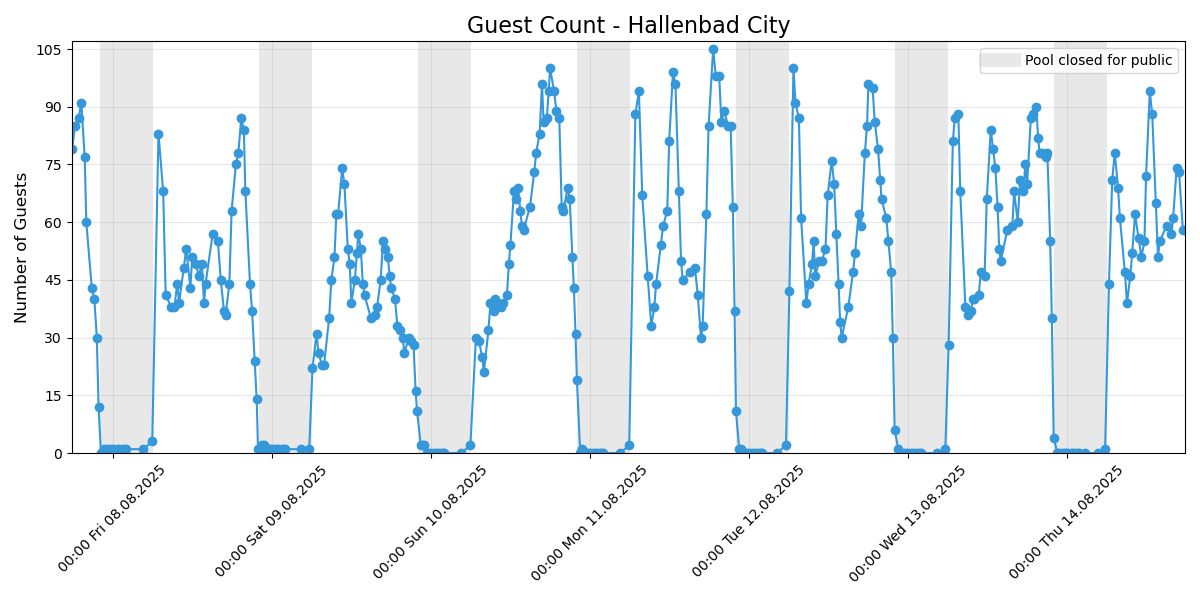 Guest Count - Hallenbad City
Pool closed for public
Number of Guests
105
90
75
60
45
30
15
0
00:00 Fri 08.08.2025
00:00 Sat 09.08.2025
00:00 Sun 10.08.2025
00:00 Mon 11.08.2025
00:00 Tue 12.08.2025
00:00 Wed 13.08.2025
00:00 Thu 14.08.2025